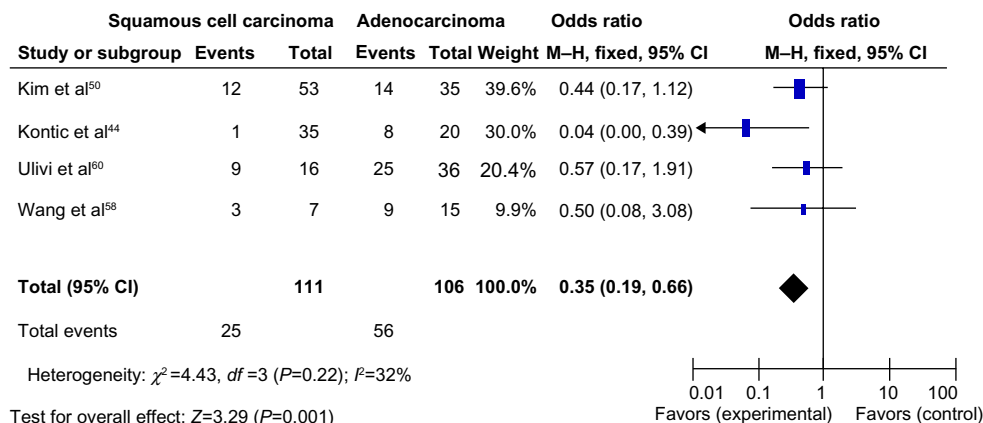 Squamous cell carcinoma Adenocarcinoma Odds ratio Odds ratio
Study or subgroup Events Total Events Total Weight M–H, fixed, 95% CI M–H, fixed, 95% CI
Kim et al⁵⁰ 12 53 14 35 39.6% 0.44 (0.17, 1.12)
Kontic et al⁴⁴ 1 35 8 20 30.0% 0.04 (0.00, 0.39)
Ulivi et al⁶⁰ 9 16 25 36 20.4% 0.57 (0.17, 1.91)
Wang et al⁵⁸ 3 7 9 15 9.9% 0.50 (0.08, 3.08)
Total (95% CI) 111 106 100.0% 0.35 (0.19, 0.66)
Total events 25 56
Heterogeneity: χ²=4.43, df=3 (P=0.22); I²=32%
0.01 0.1 1 10 100
Test for overall effect: Z=3.29 (P=0.001)
Favors (experimental) Favors (control)